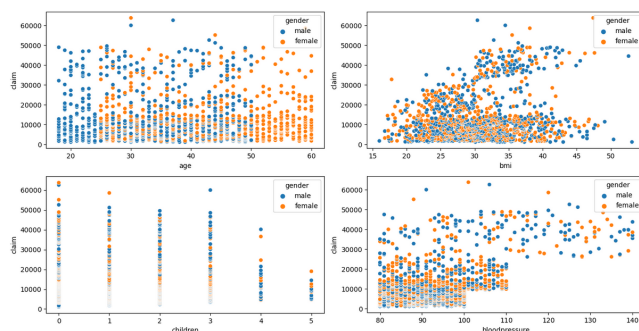 claim
60000
50000
40000
30000
20000
10000
0
gender
male
female
20
30
40
50
60
age
claim
60000
50000
40000
30000
20000
10000
0
gender
male
female
15
20
25
30
35
40
45
50
bmi
claim
60000
50000
40000
30000
20000
10000
0
gender
male
female
0
1
2
3
4
5
children
claim
60000
50000
40000
30000
20000
10000
0
gender
male
female
80
90
100
110
120
130
140
bloodpressure